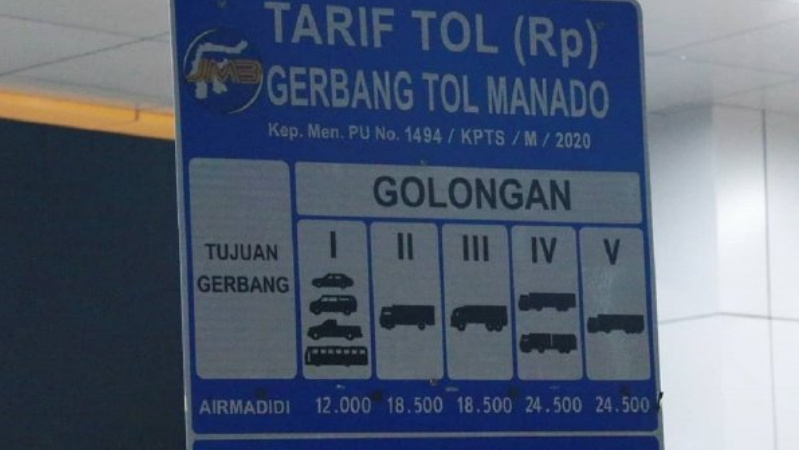 TARIF TOL (Rp)
JMB
GERBANG TOL MANADO
Kep. Men. PU No. 1494 / KPTS / M / 2020
GOLONGAN
TUJUAN GERBANG
I II III IV V
AIRMADIDI 12.000 18.500 18.500 24.500 24.500